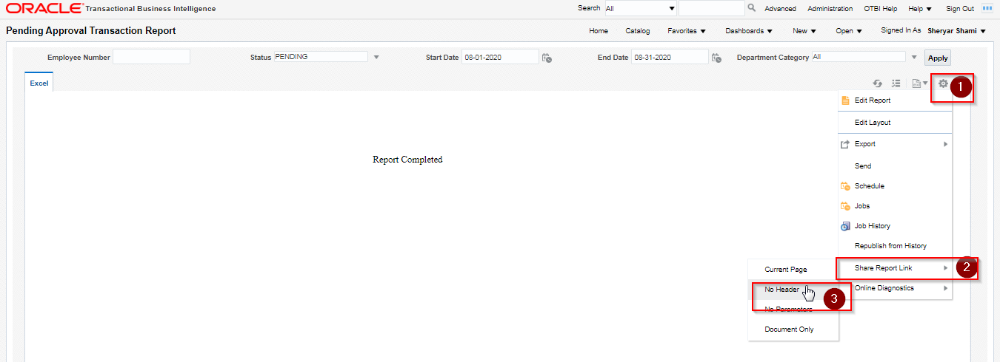 ORACLE Transactional Business Intelligence Search All Advanced Administration OTBI Help Help Sign Out
Pending Approval Transaction Report Home Catalog Favorites Dashboards New Open Signed In As Sheryar Shami
Employee Number Status PENDING Start Date 08-01-2020 End Date 08-31-2020 Department Category All Apply
Excel
1
Edit Report
Edit Layout
Export
Report Completed
Send
Schedule
Jobs
Job History
Republish from History
Share Report Link 2
Current Page
Online Diagnostics
No Header 3
No Parameters
Document Only